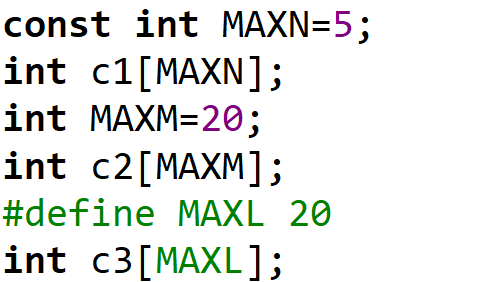 const int MAXN=5;
int c1[MAXN];
int MAXM=20;
int c2[MAXM];
#define MAXL 20
int c3[MAXL];